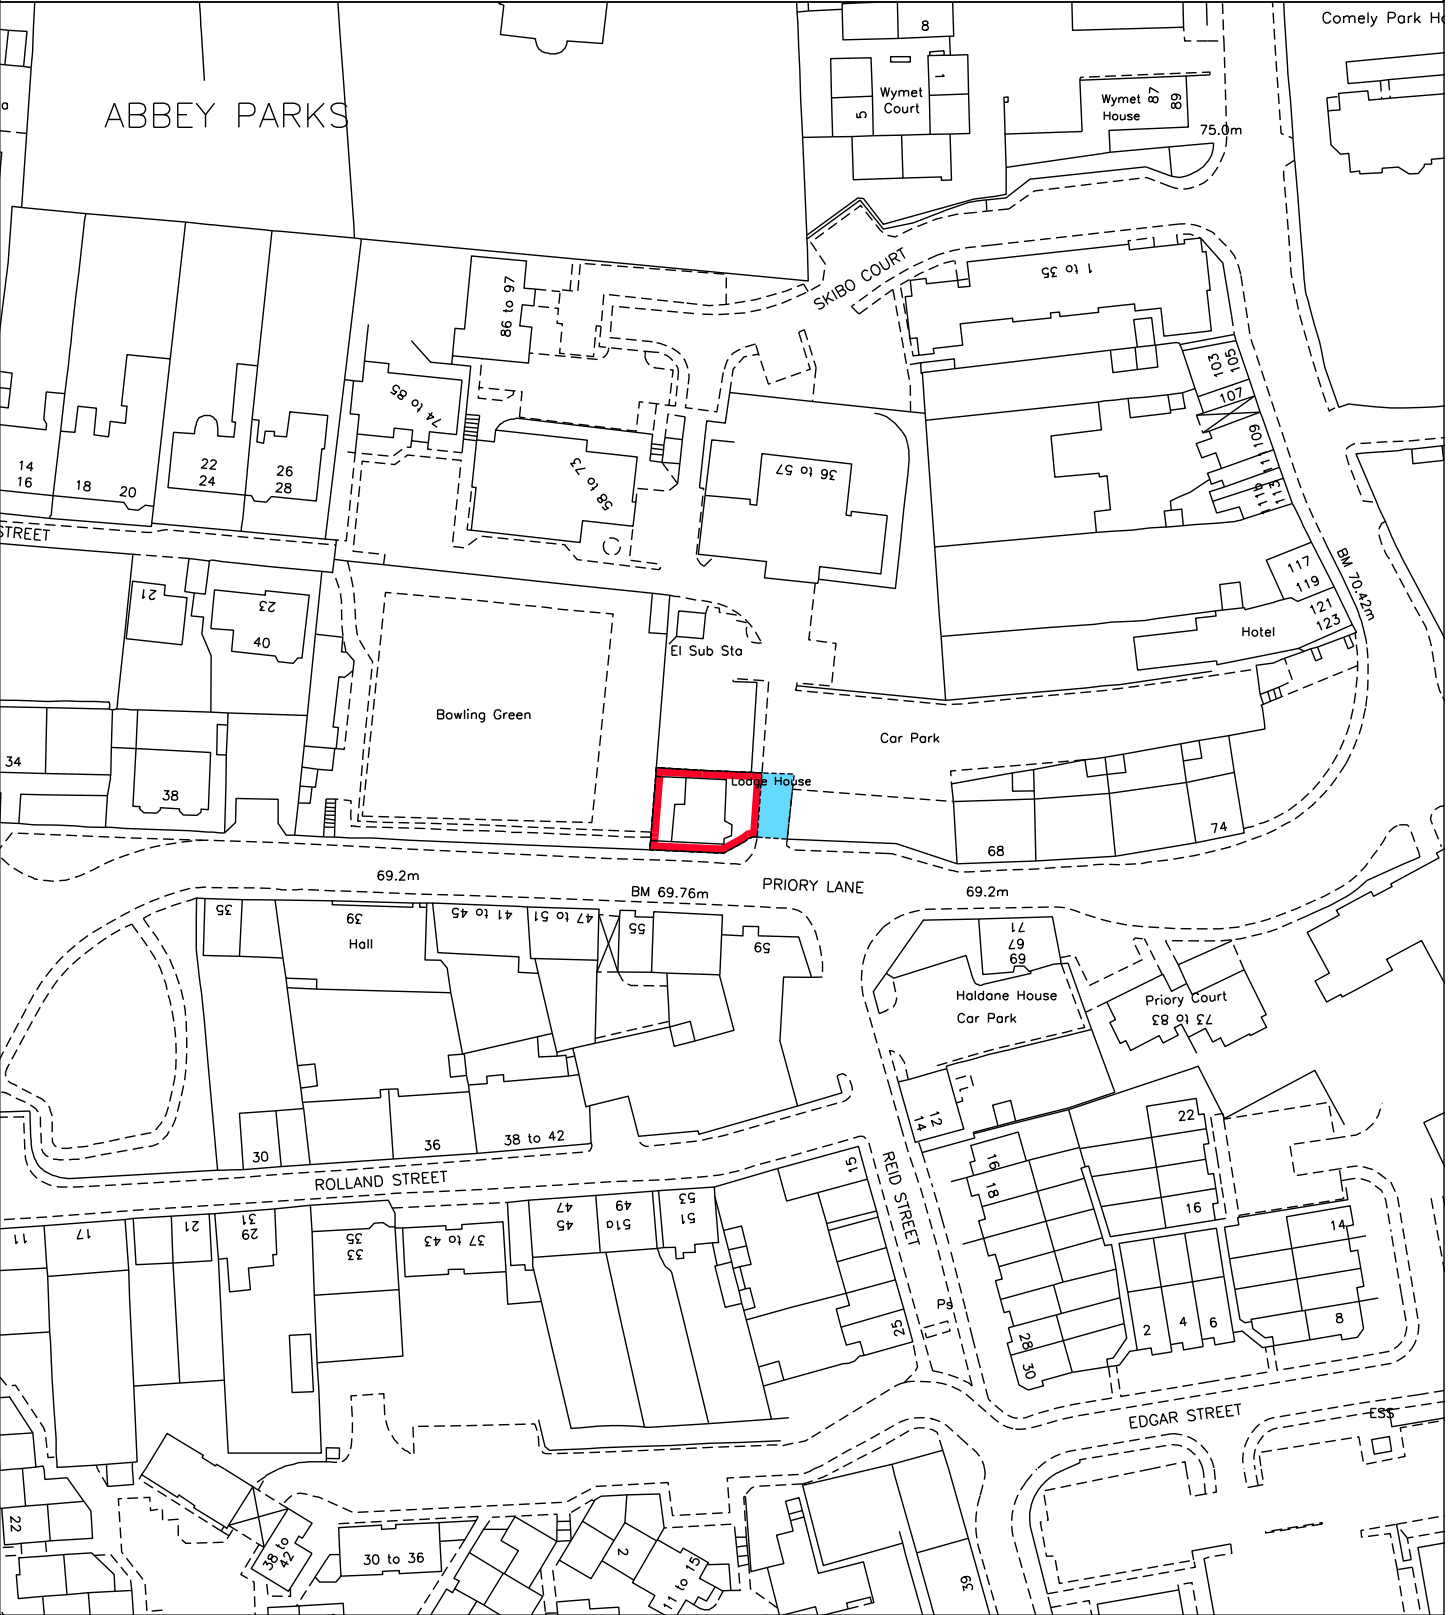 Comely Park H
8
Wymet
Court
1
5
Wymet
House
87
89
75.0m
a
ABBEY PARKS
SKIBO COURT
1 to 35
86 to 97
74 to 85
58 to 73
36 to 57
103
105
107
109
111
113
117
119
121
123
BM 70.42m
Hotel
14
16
18
20
22
24
26
28
STREET
21
23
40
El Sub Sta
Bowling Green
Car Park
34
38
Lodge House
68
74
69.2m
BM 69.76m
PRIORY LANE
69.2m
35
39
Hall
41 to 45
47 to 51
55
59
71
67
69
Haldane House
Car Park
Priory Court
73 to 83
12
14
22
16
30
36
38 to 42
ROLLAND STREET
REID STREET
15
16
18
14
11
17
21
31
29
35
33
37 to 43
47
45
49
51a
53
51
25
Ps
28
30
2
4
6
8
EDGAR STREET
ESS
22
38 to
42
30 to 36
2
11 to 15
39